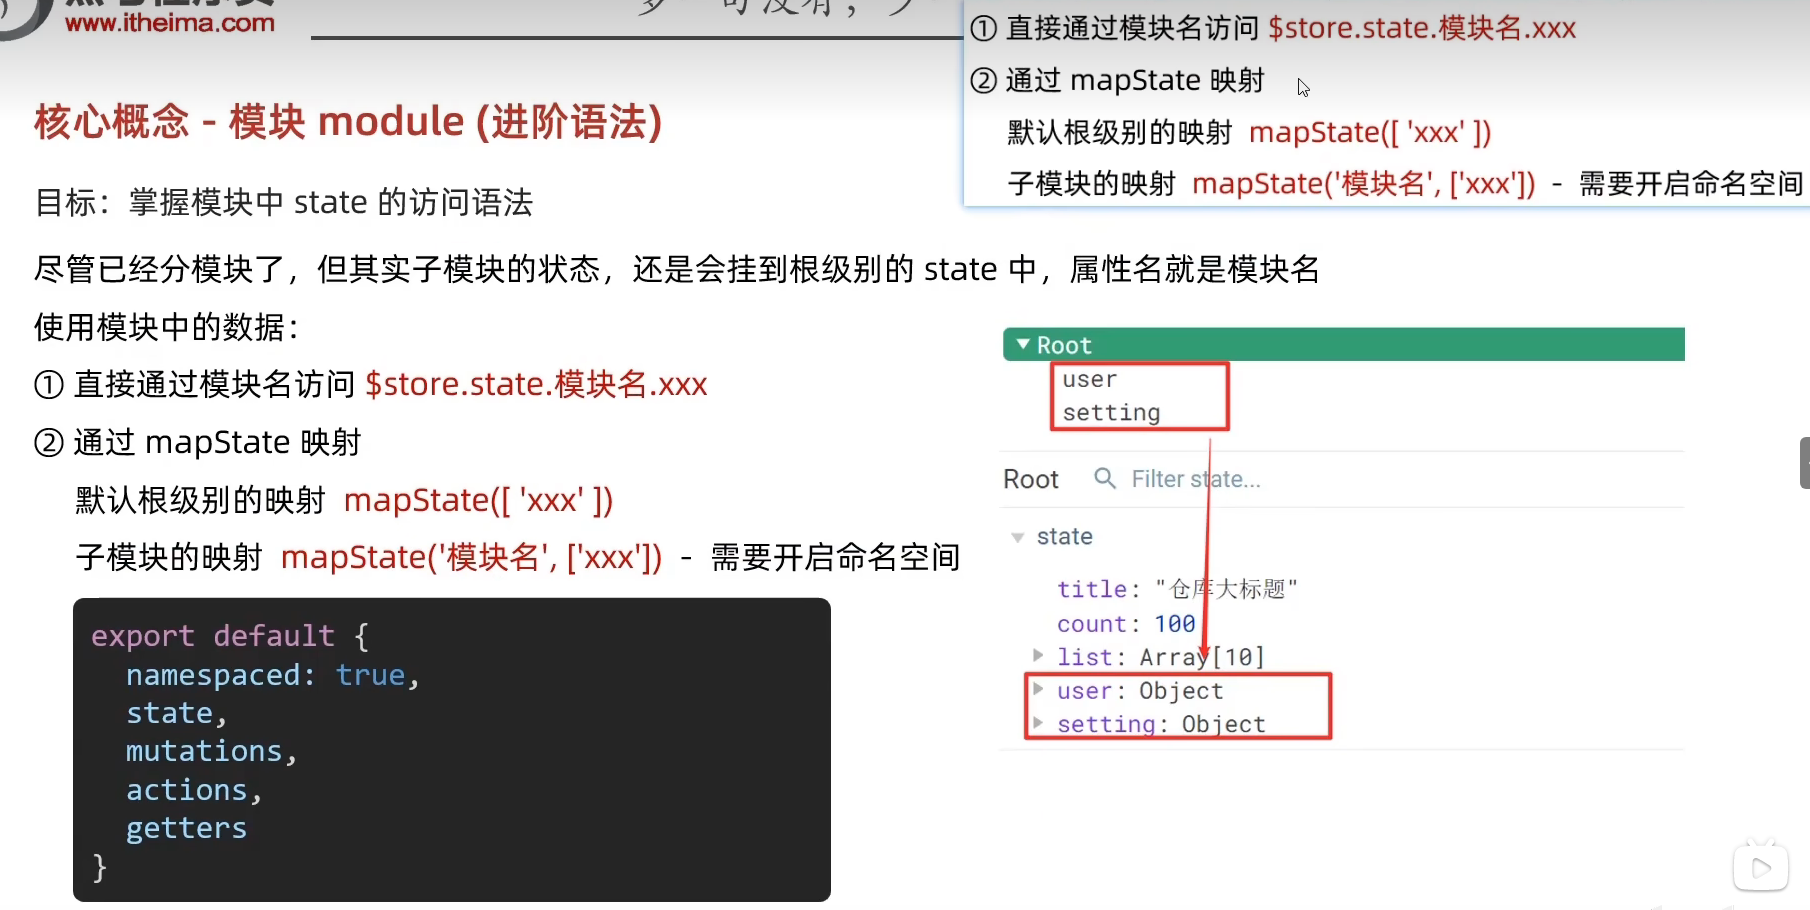 www.itheima.com
① 直接通过模块名访问 $store.state.模块名.xxx
② 通过 mapState 映射
默认根级别的映射 mapState([ 'xxx' ])
子模块的映射 mapState('模块名', ['xxx']) - 需要开启命名空间
核心概念 - 模块 module (进阶语法)
目标：掌握模块中 state 的访问语法
尽管已经分模块了，但其实子模块的状态，还是会挂到根级别的 state 中，属性名就是模块名
使用模块中的数据：
① 直接通过模块名访问 $store.state.模块名.xxx
② 通过 mapState 映射
默认根级别的映射 mapState([ 'xxx' ])
子模块的映射 mapState('模块名', ['xxx']) - 需要开启命名空间
export default {
namespaced: true,
state,
mutations,
actions,
getters
}
Root
user
setting
Root Filter state...
state
title: "仓库大标题"
count: 100
list: Array[10]
user: Object
setting: Object